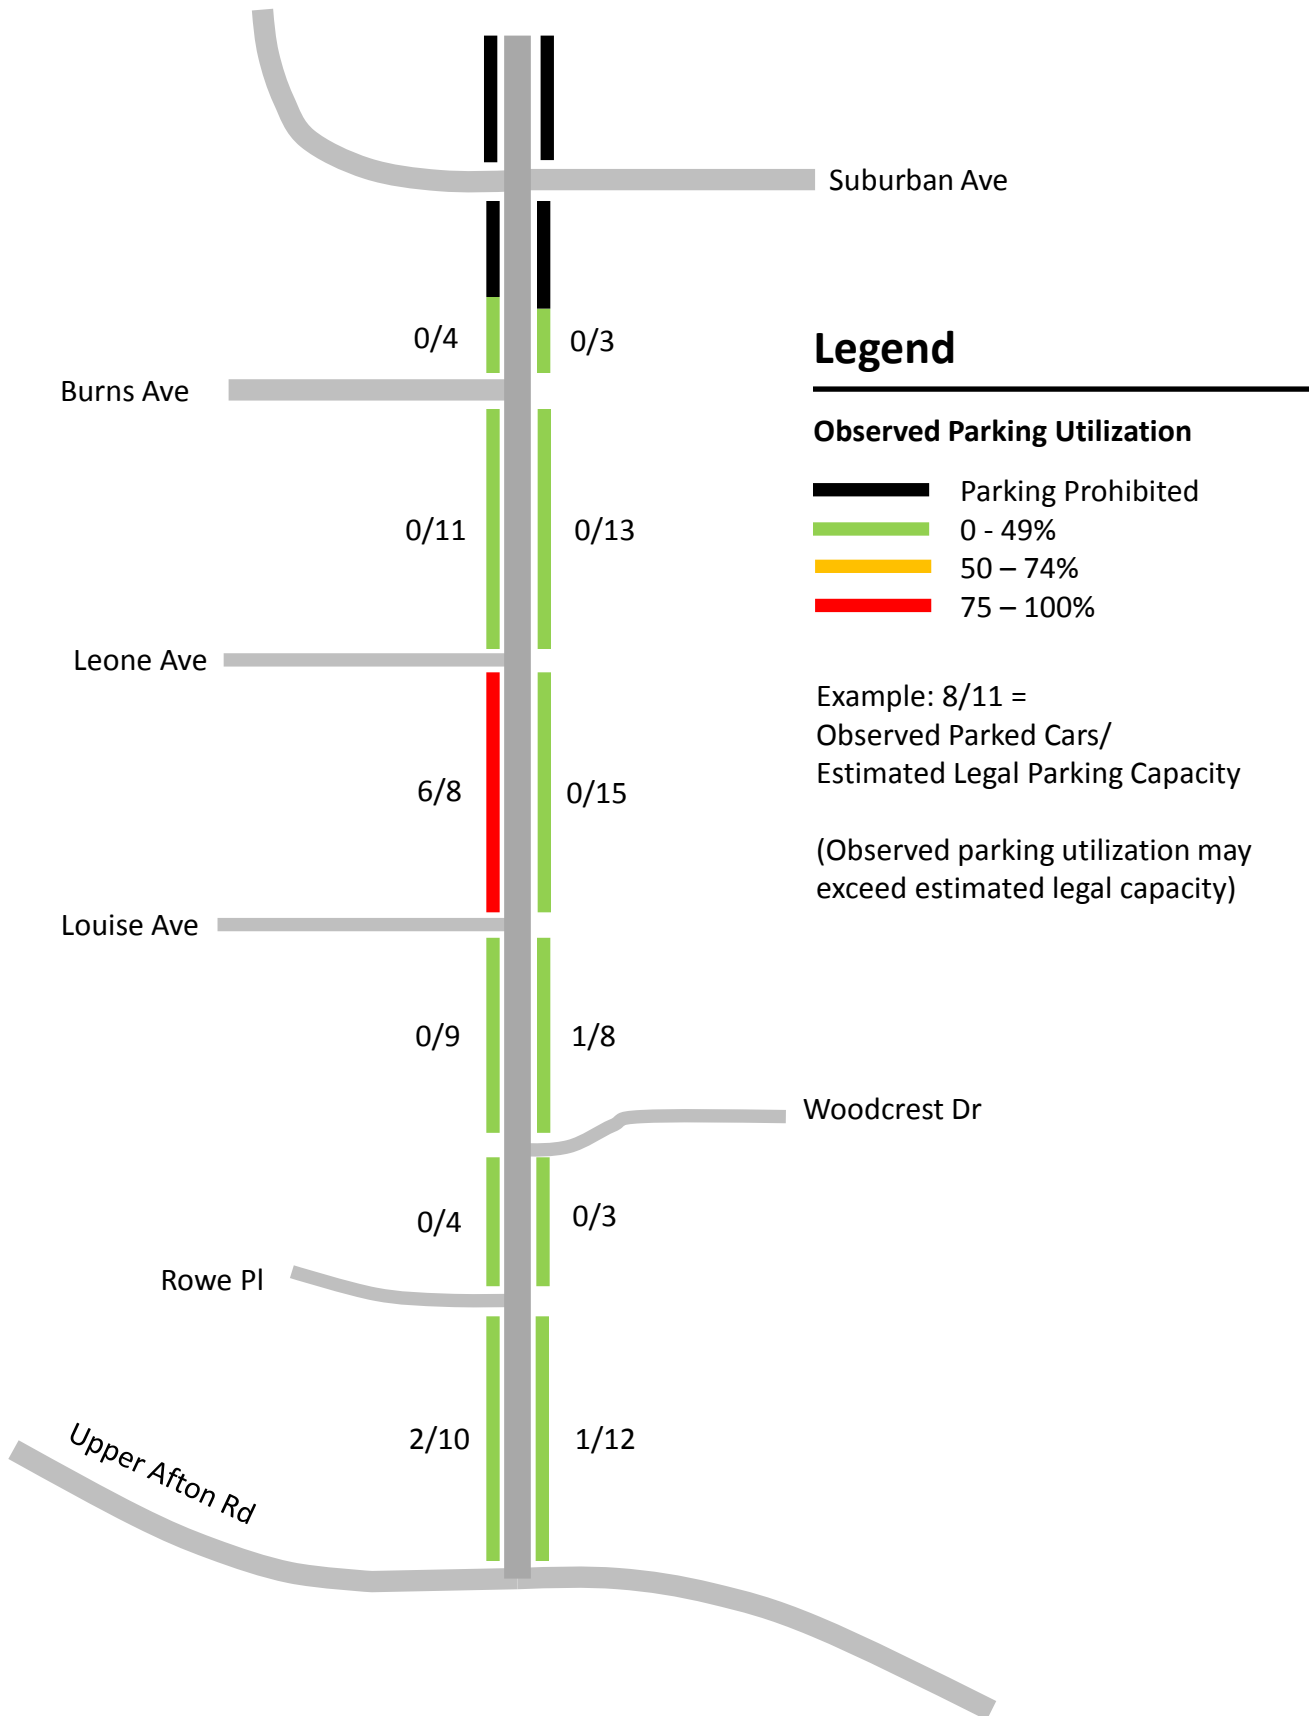 Suburban Ave
0/4
0/3
Legend
Burns Ave
Observed Parking Utilization
Parking Prohibited
0 - 49%
50 – 74%
75 – 100%
0/11
0/13
Leone Ave
Example: 8/11 =
Observed Parked Cars/
Estimated Legal Parking Capacity
6/8
0/15
(Observed parking utilization may
exceed estimated legal capacity)
Louise Ave
0/9
1/8
Woodcrest Dr
0/4
0/3
Rowe Pl
2/10
1/12
Upper Afton Rd